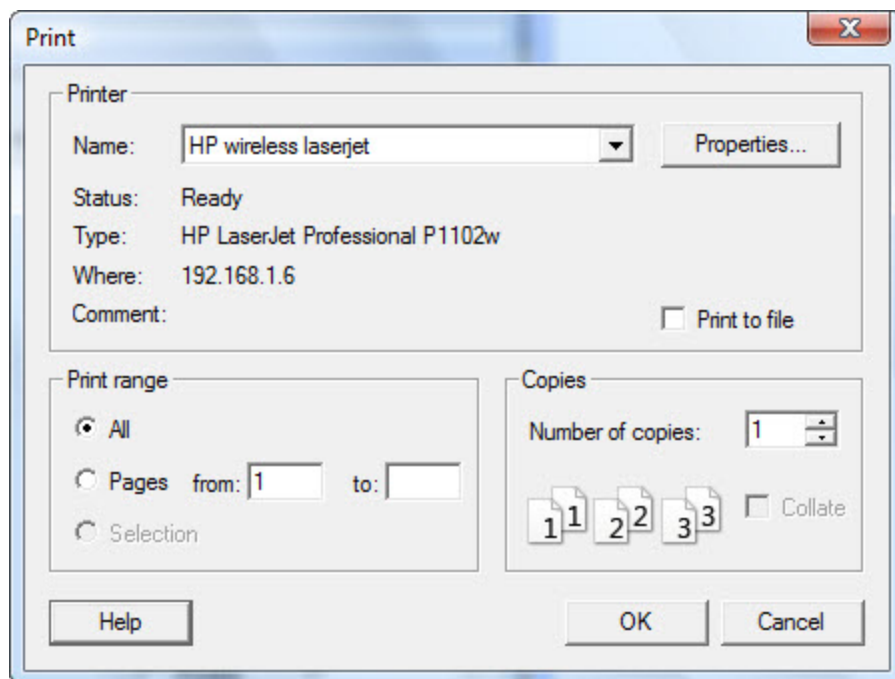 Print
Printer
Name: HP wireless laserjet Properties...
Status: Ready
Type: HP LaserJet Professional P1102w
Where: 192.168.1.6
Comment: Print to file
Print range
All
Pages from: 1 to:
Selection
Copies
Number of copies: 1
1 1 2 2 3 3 Collate
Help OK Cancel